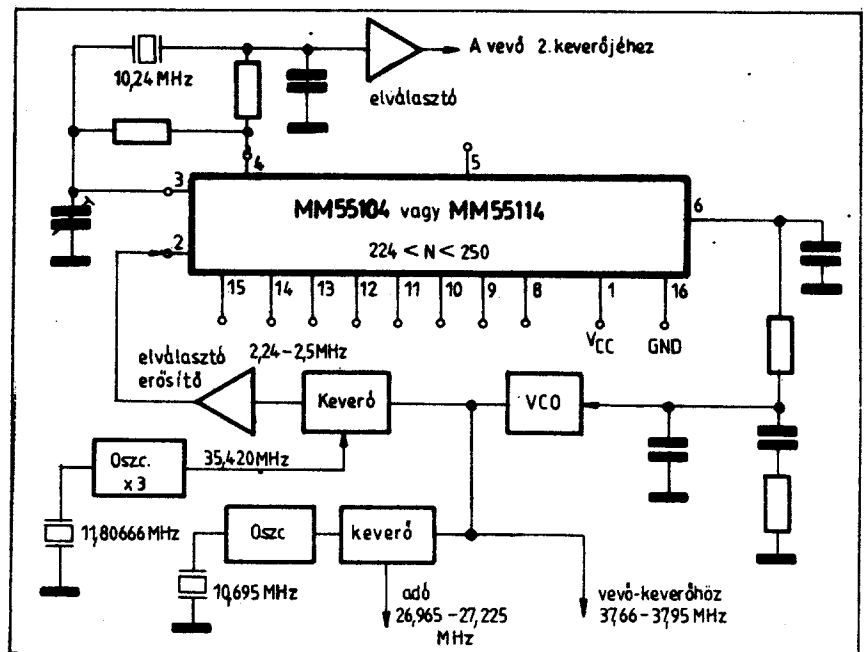 10,24 MHz
A vevő 2. keverőjéhez
elválasztó
4
5
3
MM55104 vagy MM55114
6
2
224 < N < 250
15
14
13
12
11
10
9
8
1
16
VCC
GND
elválasztó
erősítő
2,24-2,5MHz
Keverő
VCO
Oszc.
x 3
35,420MHz
11,80666 MHz
Oszc
keverő
10,695 MHz
adó
26,965-27,225
MHz
vevő-keverőhöz
37,66-37,95 MHz